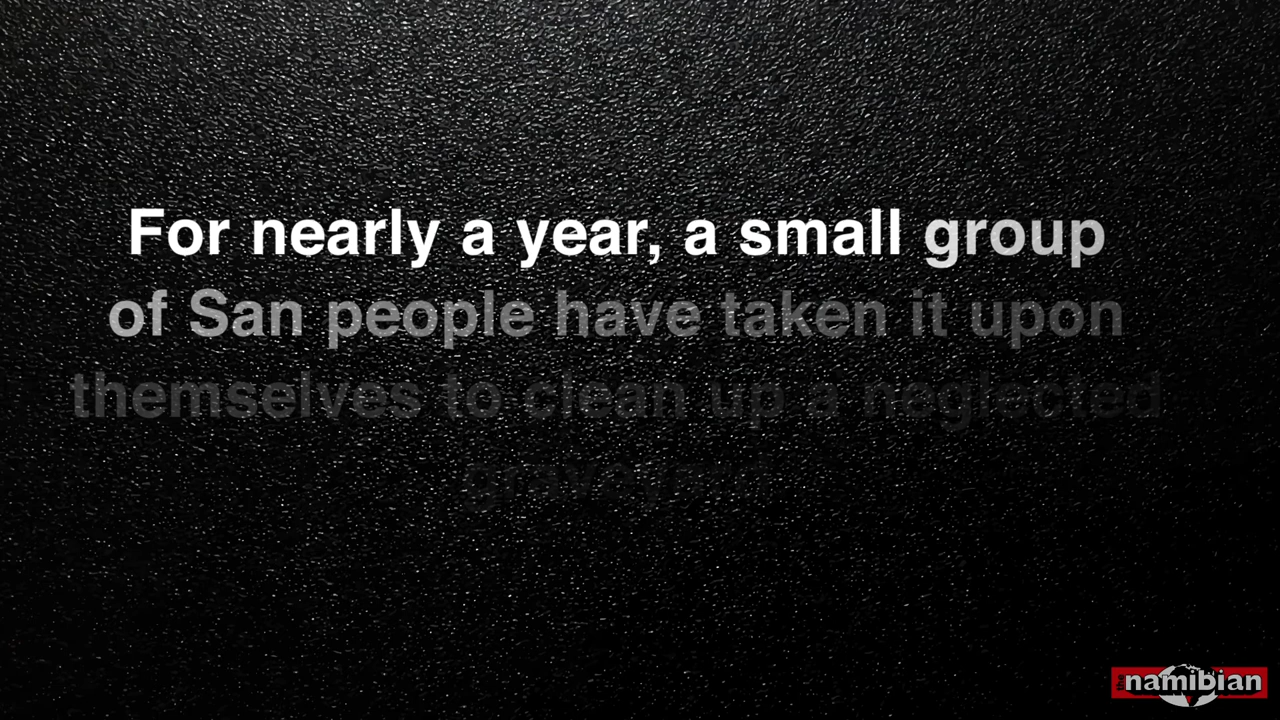 For nearly a year, a small group
of San people have taken it upon
themselves to clean up a neglected
graveyard
the namibian